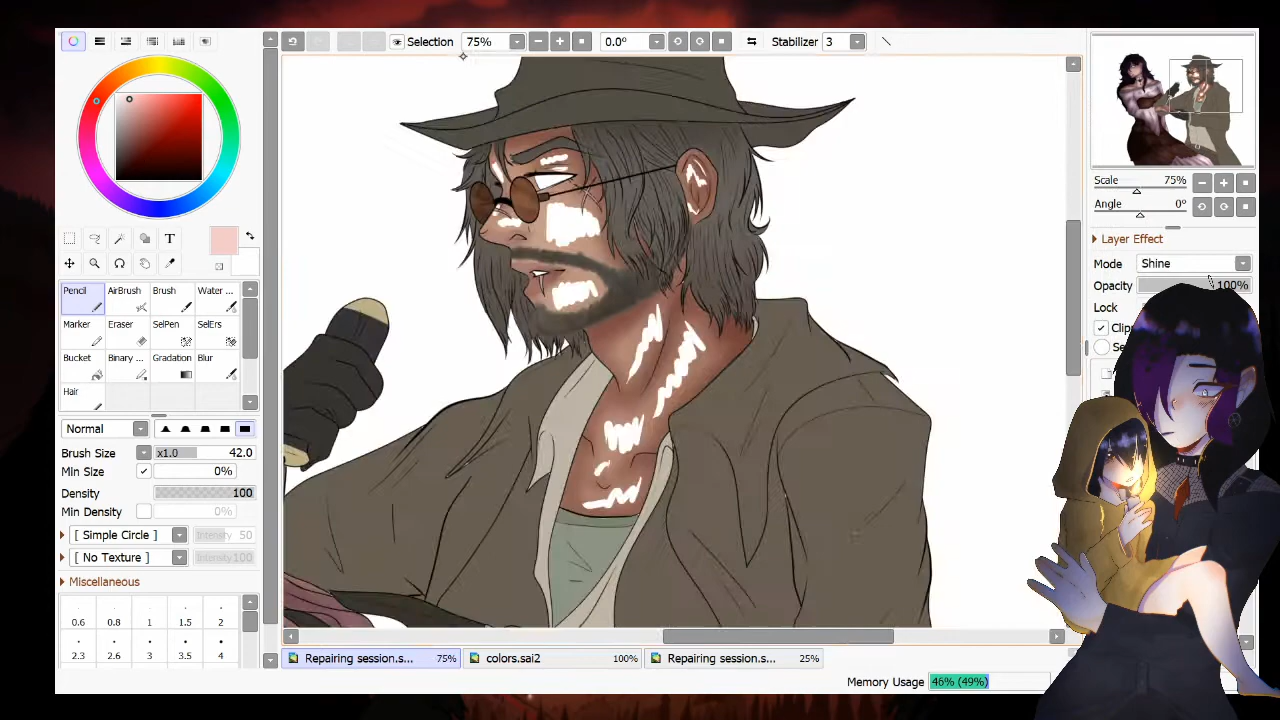 Selection 75% 0.0º Stabilizer 3
T
Pencil AirBrush Brush Water ...
Marker Eraser SelPen SelErs
Bucket Binary ... Gradation Blur
Hair
Normal
Brush Size x1.0 42.0
Min Size 0%
Density 100
Min Density 0%
[ Simple Circle ] Intensity 50
[ No Texture ] Intensity 100
Miscellaneous
0.6 0.8 1 1.5 2
2.3 2.6 3 3.5 4
Scale 75%
Angle 0º
Layer Effect
Mode Shine
Opacity 100%
Lock
Repairing session.s... 75% colors.sai2 100% Repairing session.s... 25%
Memory Usage 46% (49%)